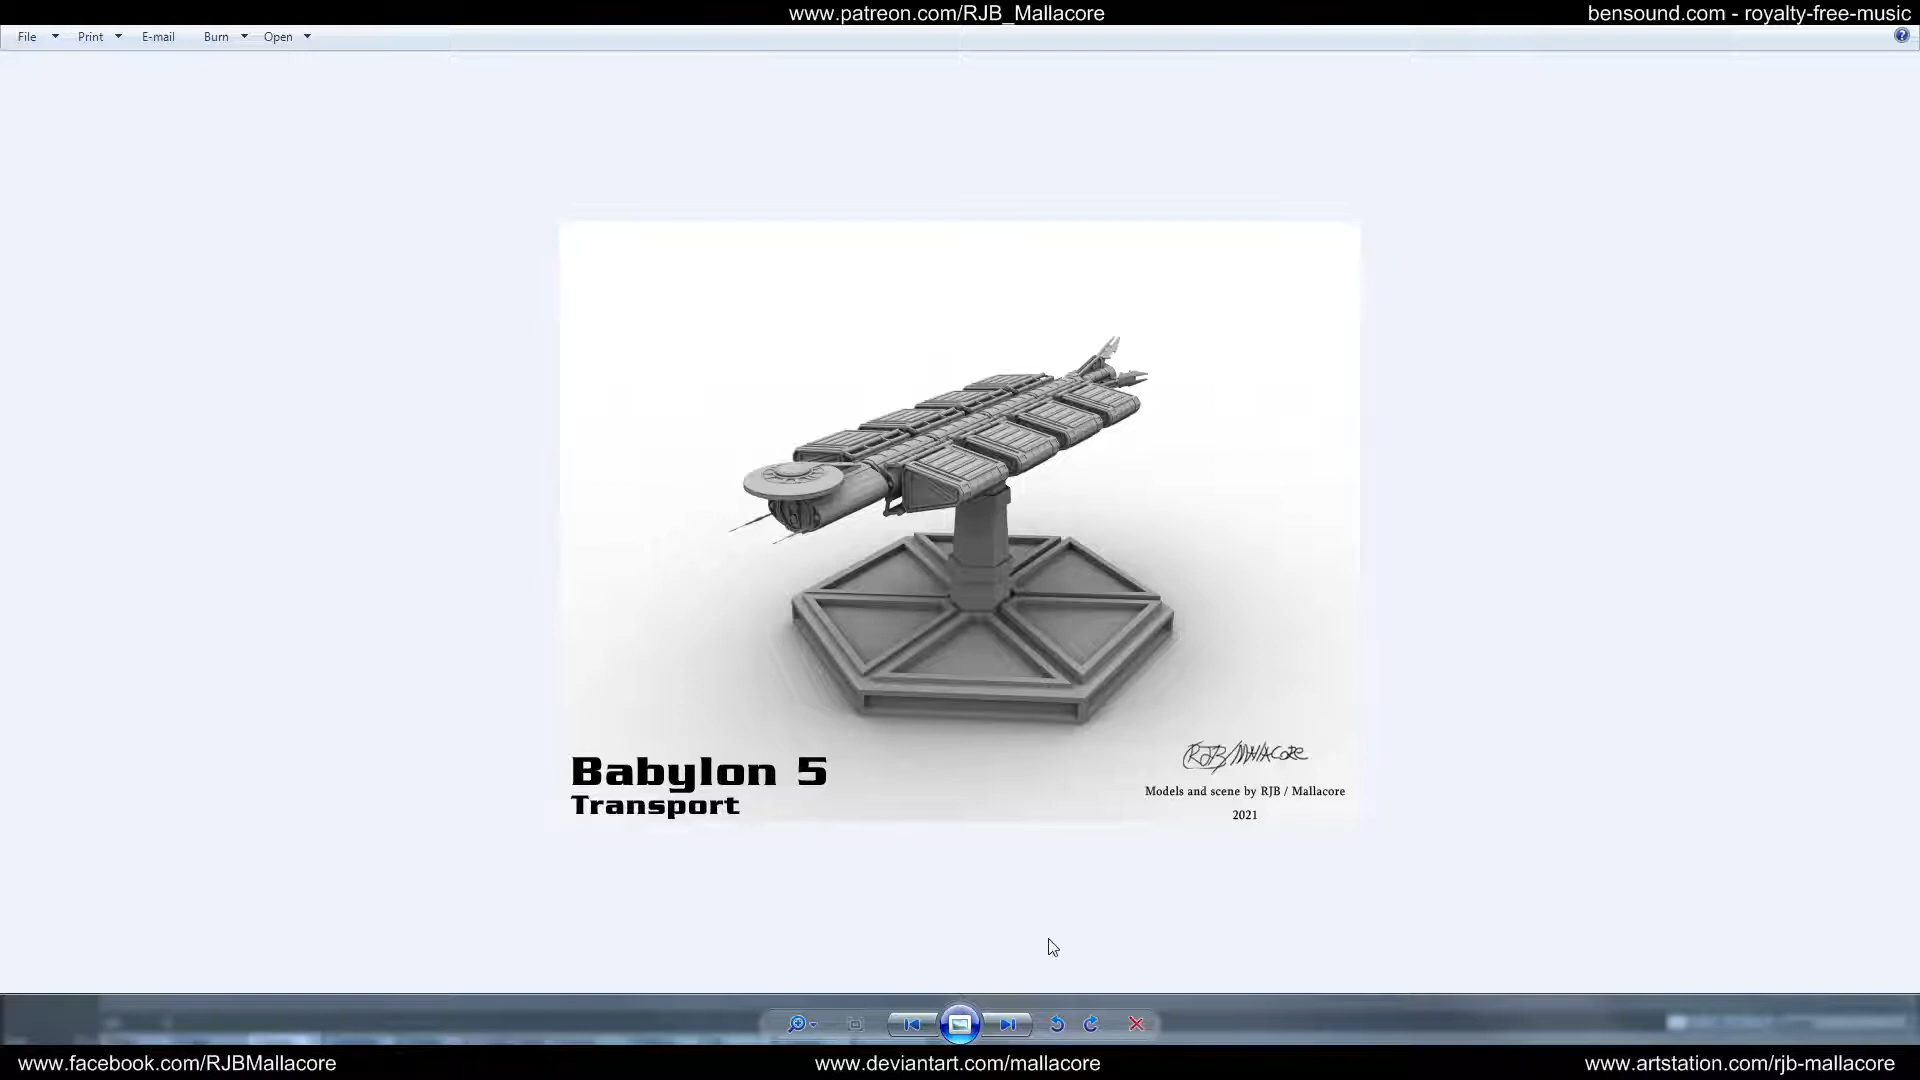 www.patreon.com/RJB_Mallacore
bensound.com - royalty-free-music
File Print E-mail Burn Open
Babylon 5
Transport
RJB/Mallacore
Models and scene by RJB / Mallacore
2021
www.facebook.com/RJBMallacore
www.deviantart.com/mallacore
www.artstation.com/rjb-mallacore